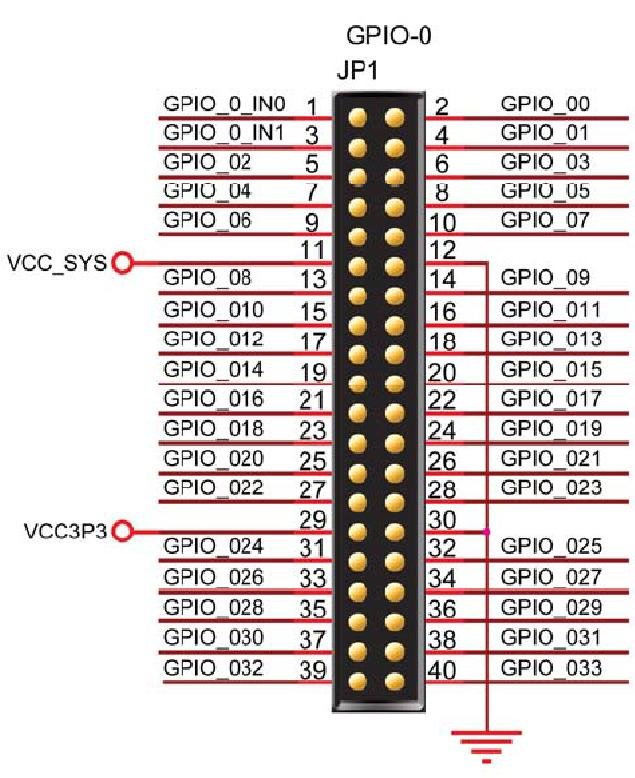 GPIO-0
JP1
GPIO_0_IN0 1 2 GPIO_00
GPIO_0_IN1 3 4 GPIO_01
GPIO_02 5 6 GPIO_03
GPIO_04 7 8 GPIO_05
GPIO_06 9 10 GPIO_07
VCC_SYS 11 12
GPIO_08 13 14 GPIO_09
GPIO_010 15 16 GPIO_011
GPIO_012 17 18 GPIO_013
GPIO_014 19 20 GPIO_015
GPIO_016 21 22 GPIO_017
GPIO_018 23 24 GPIO_019
GPIO_020 25 26 GPIO_021
GPIO_022 27 28 GPIO_023
VCC3P3 29 30
GPIO_024 31 32 GPIO_025
GPIO_026 33 34 GPIO_027
GPIO_028 35 36 GPIO_029
GPIO_030 37 38 GPIO_031
GPIO_032 39 40 GPIO_033